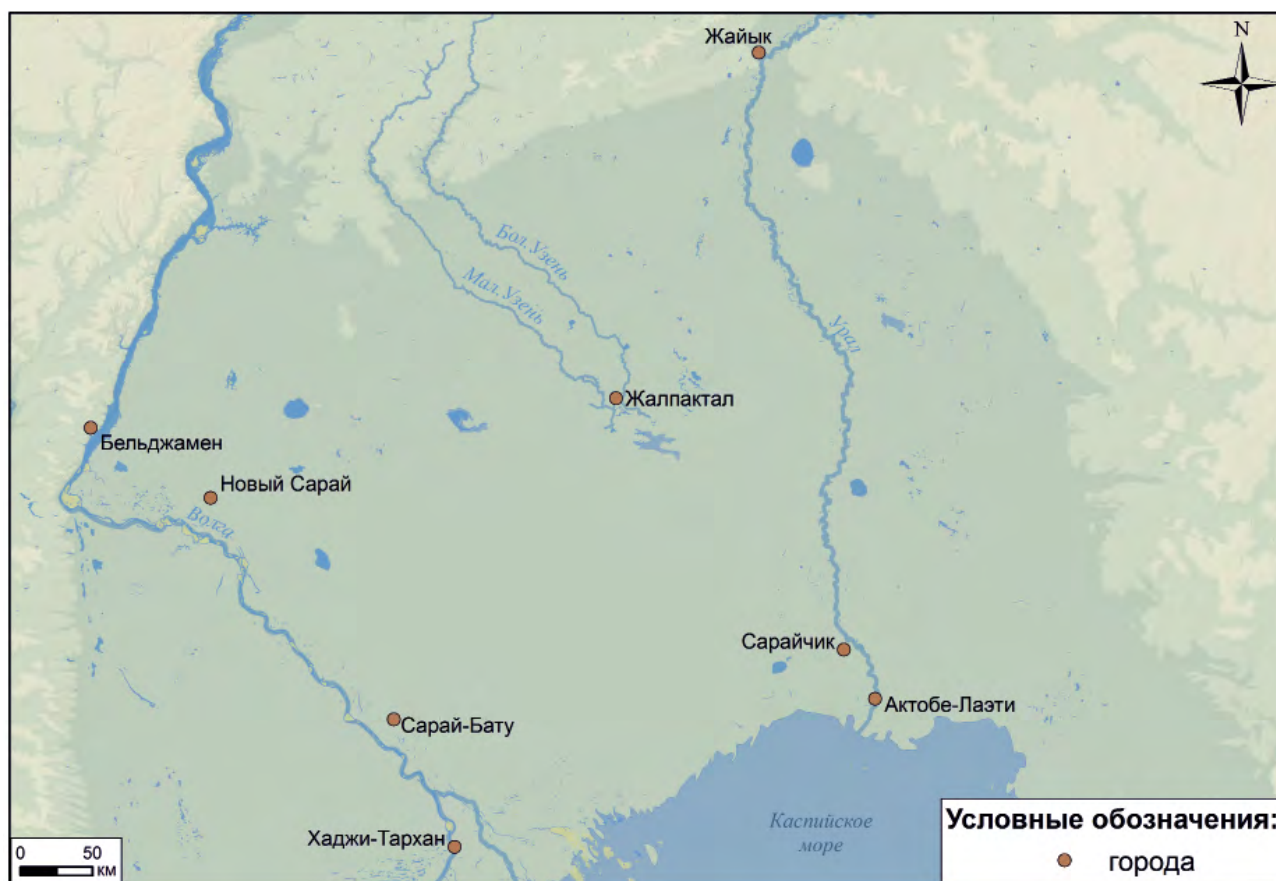 Жайык
N
Бол.Узень
Мал.Узень
Урал
Жалпактал
Бельджамен
Новый Сарай
Волга
Сарайчик
Актобе-Лаэти
Сарай-Бату
Хаджи-Тархан
Каспийское
море
0 50
км
Условные обозначения:
города